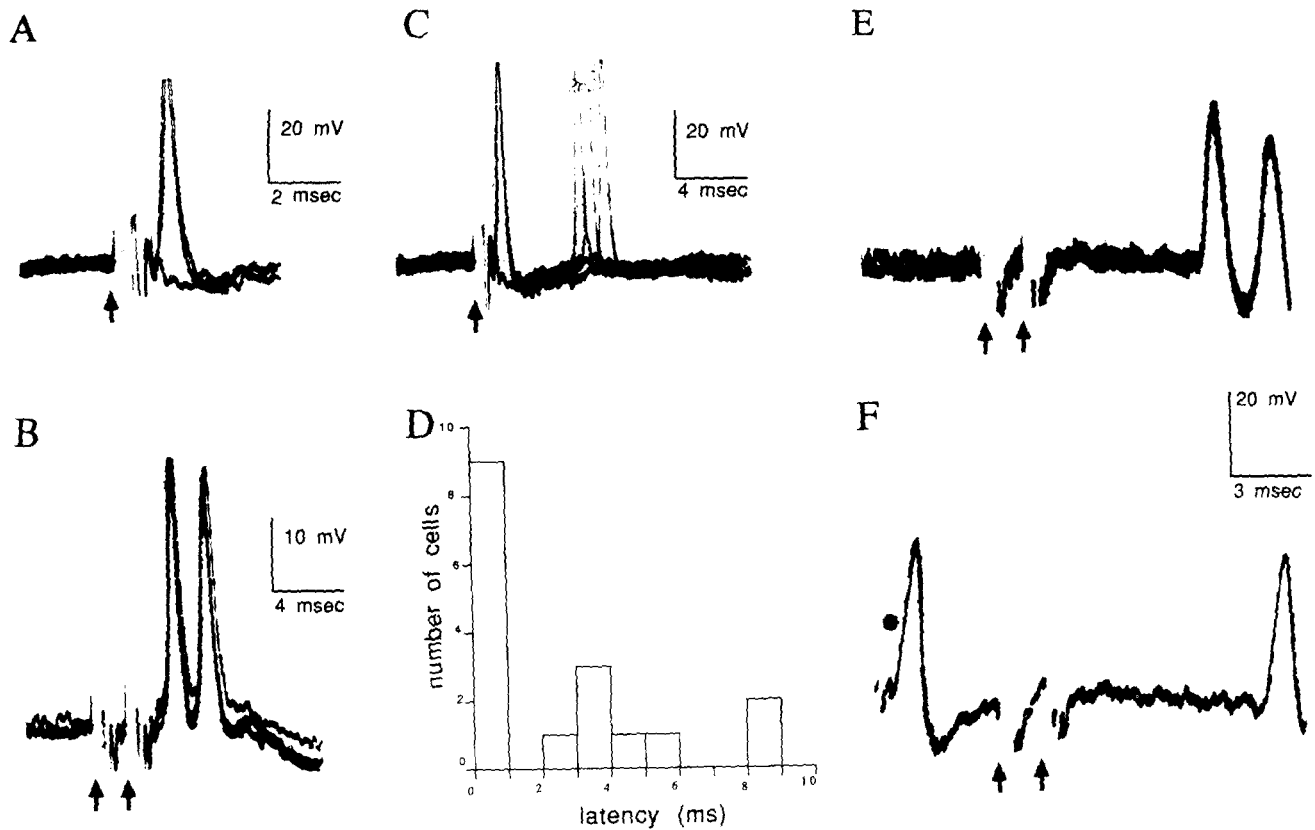 A
20 mV
2 msec
C
20 mV
4 msec
E
B
10 mV
4 msec
D
number of cells
10
8
6
4
2
0
0 2 4 6 8 10
latency (ms)
F
20 mV
3 msec